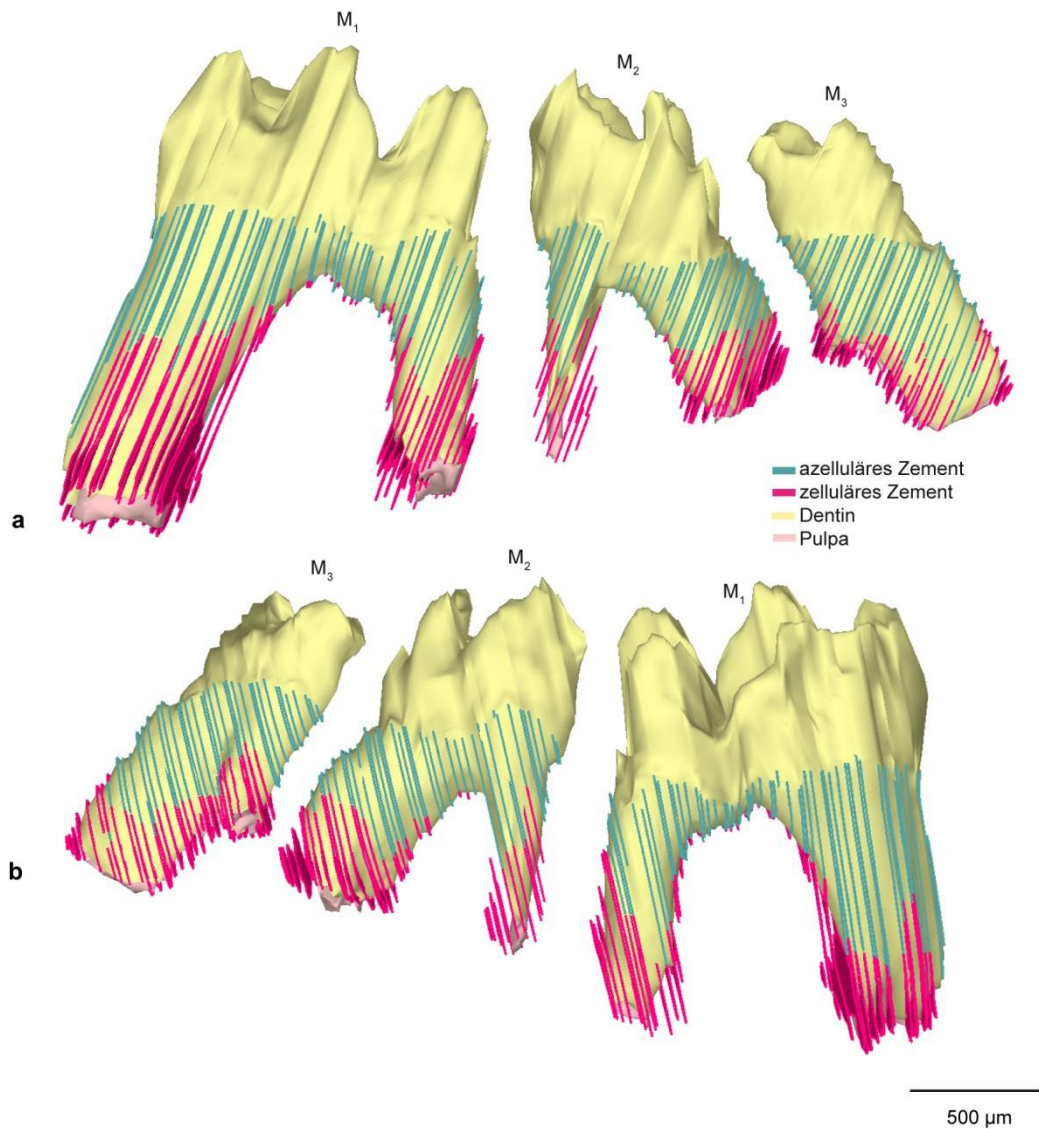 M₁
M₂
M₃
azelluläres Zement
zelluläres Zement
Dentin
Pulpa
a
M₃
M₂
M₁
b
500 µm